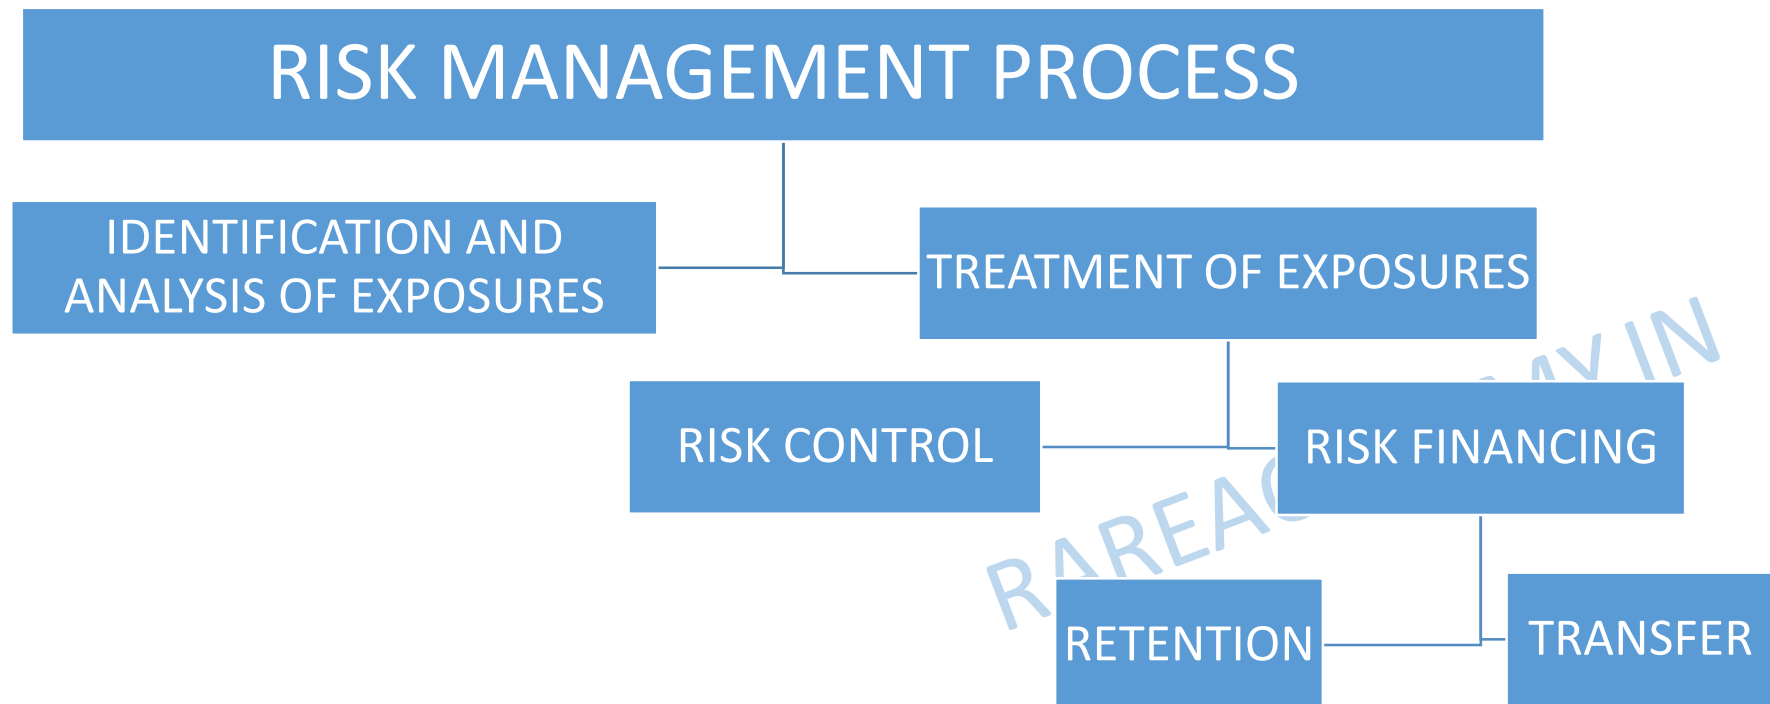 RISK MANAGEMENT PROCESS
IDENTIFICATION AND
ANALYSIS OF EXPOSURES
TREATMENT OF EXPOSURES
RISK CONTROL
RISK FINANCING
RETENTION
TRANSFER